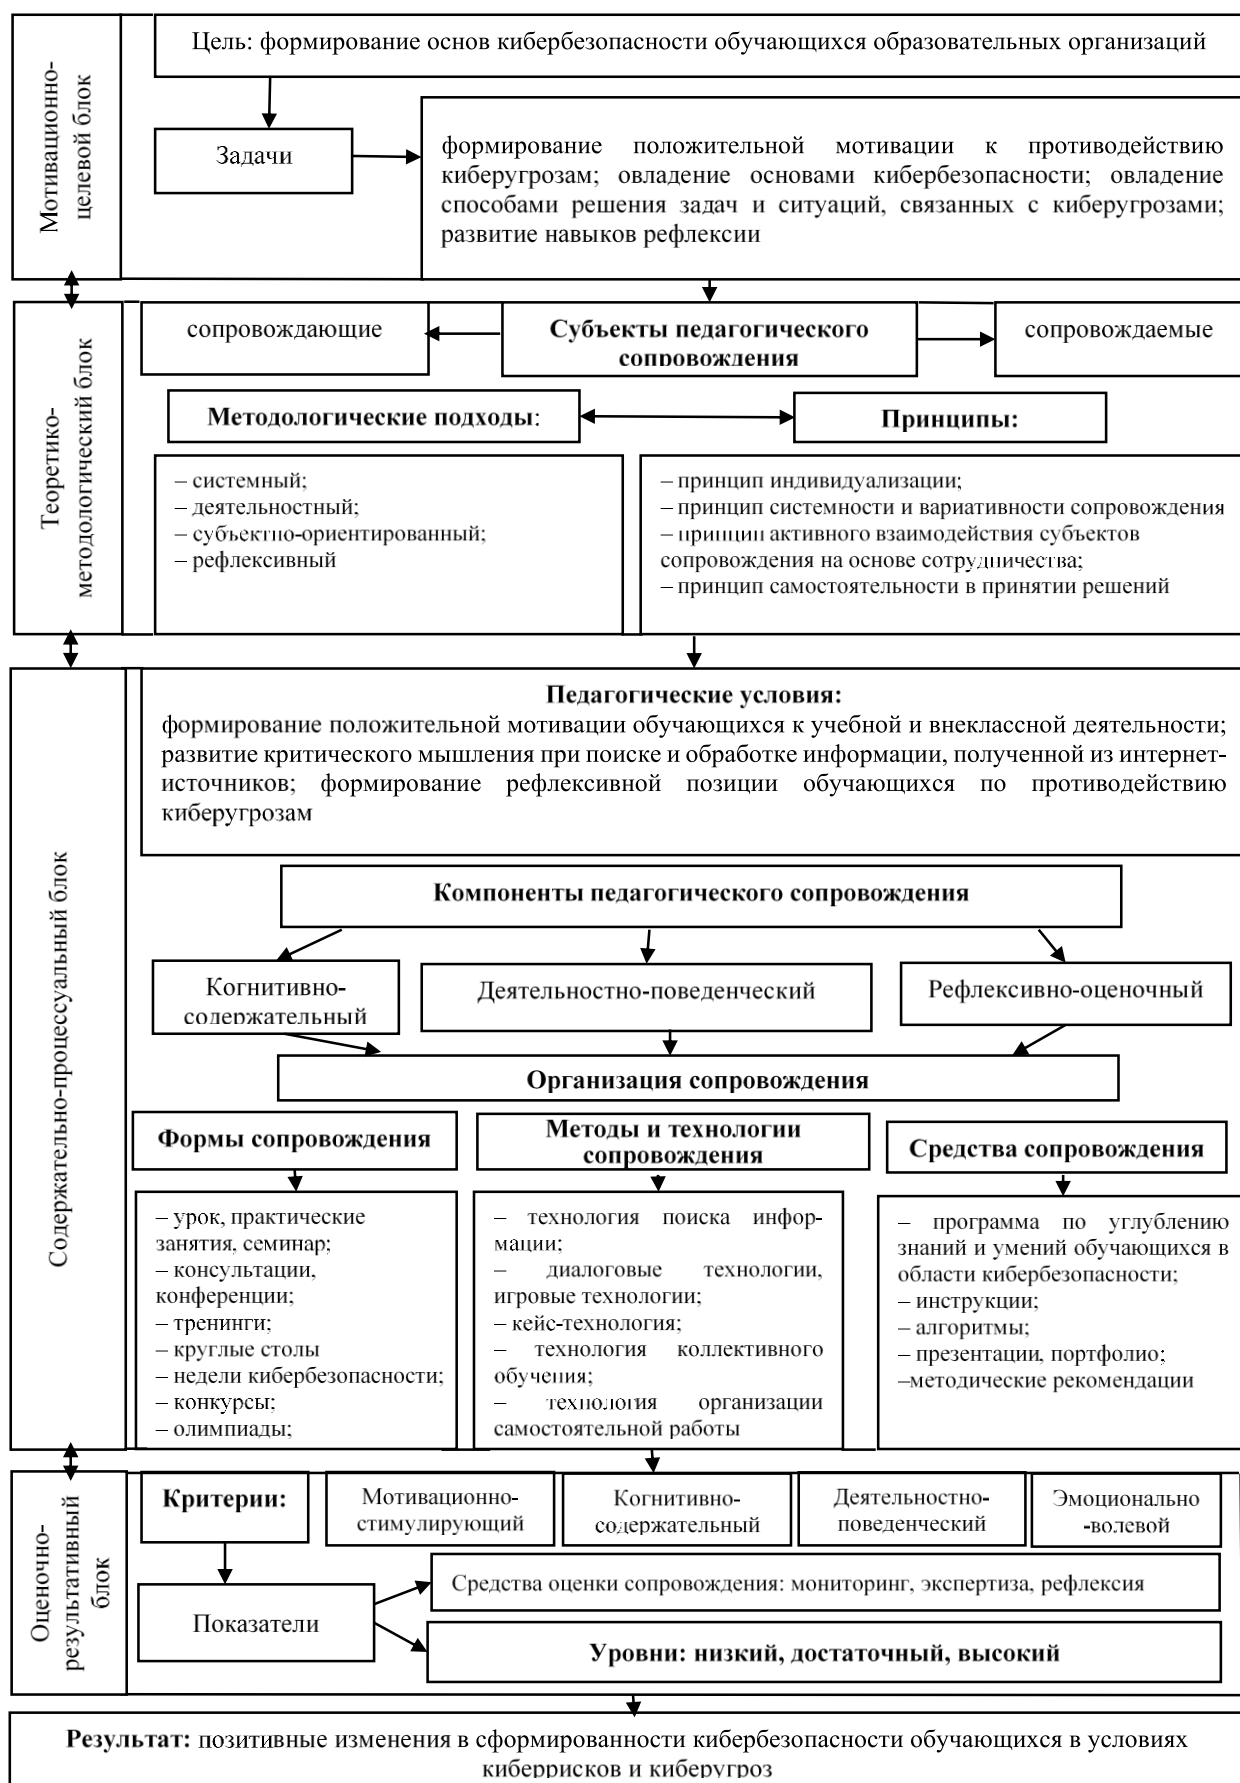 Мотивационно-
целевой блок
Цель: формирование основ кибербезопасности обучающихся образовательных организаций
Задачи
формирование положительной мотивации к противодействию
киберугрозам; овладение основами кибербезопасности; овладение
способами решения задач и ситуаций, связанных с киберугрозами;
развитие навыков рефлексии
Теоретико-
методологический блок
сопровождающие
Субъекты педагогического
сопровождения
сопровождаемые
Методологические подходы:
Принципы:
– системный;
– деятельностный;
– субъектно-ориентированный;
– рефлексивный
– принцип индивидуализации;
– принцип системности и вариативности сопровождения
– принцип активного взаимодействия субъектов
сопровождения на основе сотрудничества;
– принцип самостоятельности в принятии решений
Содержательно-процессуальный блок
Педагогические условия:
формирование положительной мотивации обучающихся к учебной и внеклассной деятельности;
развитие критического мышления при поиске и обработке информации, полученной из интернет-
источников; формирование рефлексивной позиции обучающихся по противодействию
киберугрозам
Компоненты педагогического сопровождения
Когнитивно-
содержательный
Деятельностно-поведенческий
Рефлексивно-оценочный
Организация сопровождения
Формы сопровождения
Методы и технологии
сопровождения
Средства сопровождения
– урок, практические
занятия, семинар;
– консультации,
конференции;
– тренинги;
– круглые столы
– недели кибербезопасности;
– конкурсы;
– олимпиады;
– технология поиска инфор-
мации;
– диалоговые технологии,
игровые технологии;
– кейс-технология;
– технология коллективного
обучения;
– технология организации
самостоятельной работы
– программа по углублению
знаний и умений обучающихся в
области кибербезопасности;
– инструкции;
– алгоритмы;
– презентации, портфолио;
–методические рекомендации
Оценочно-
результативный
блок
Критерии:
Мотивационно-
стимулирующий
Когнитивно-
содержательный
Деятельностно-
поведенческий
Эмоционально
-волевой
Показатели
Средства оценки сопровождения: мониторинг, экспертиза, рефлексия
Уровни: низкий, достаточный, высокий
Результат: позитивные изменения в сформированности кибербезопасности обучающихся в условиях
киберрисков и киберугроз